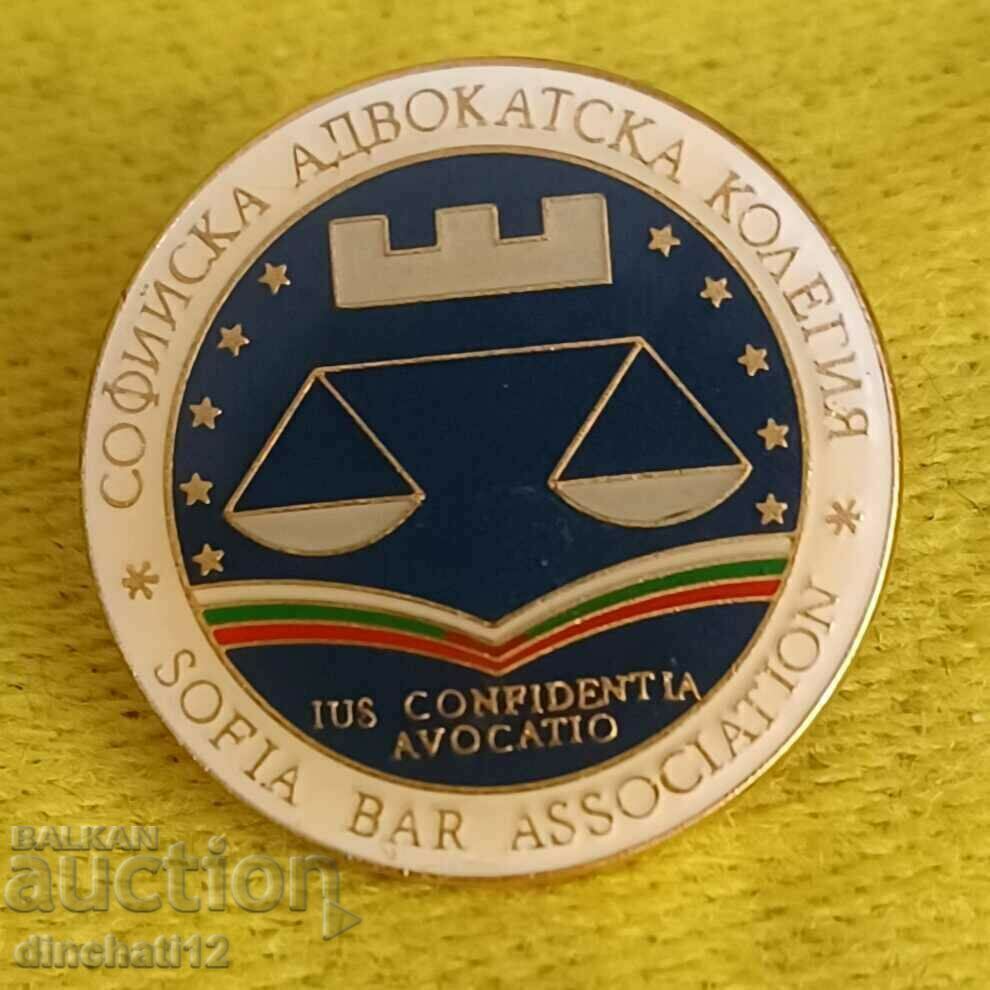 СОФИЙСКА АДВОКАТСКА КОЛЕГИЯ
IUS CONFIDENTIA
AVOCATIO
* SOFIA BAR ASSOCIATION *
BALKAN
auction
dinchati12